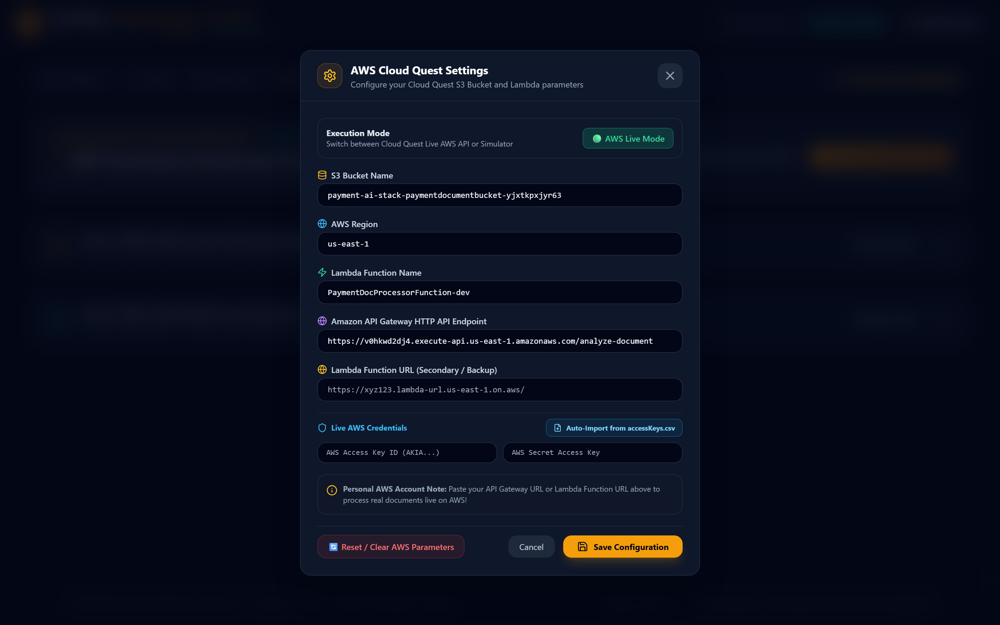 AWS Cloud Quest Settings
Configure your Cloud Quest S3 Bucket and Lambda parameters
Execution Mode
Switch between Cloud Quest Live AWS API or Simulator
AWS Live Mode
S3 Bucket Name
payment-ai-stack-paymentdocumentbucket-yjxtkpxjyr63
AWS Region
us-east-1
Lambda Function Name
PaymentDocProcessorFunction-dev
Amazon API Gateway HTTP API Endpoint
https://v0hkwd2dj4.execute-api.us-east-1.amazonaws.com/analyze-document
Lambda Function URL (Secondary / Backup)
https://xyz123.lambda-url.us-east-1.on.aws/
Live AWS Credentials
Auto-Import from accessKeys.csv
AWS Access Key ID (AKIA...)
AWS Secret Access Key
Personal AWS Account Note: Paste your API Gateway URL or Lambda Function URL above to
process real documents live on AWS!
Reset / Clear AWS Parameters
Cancel
Save Configuration